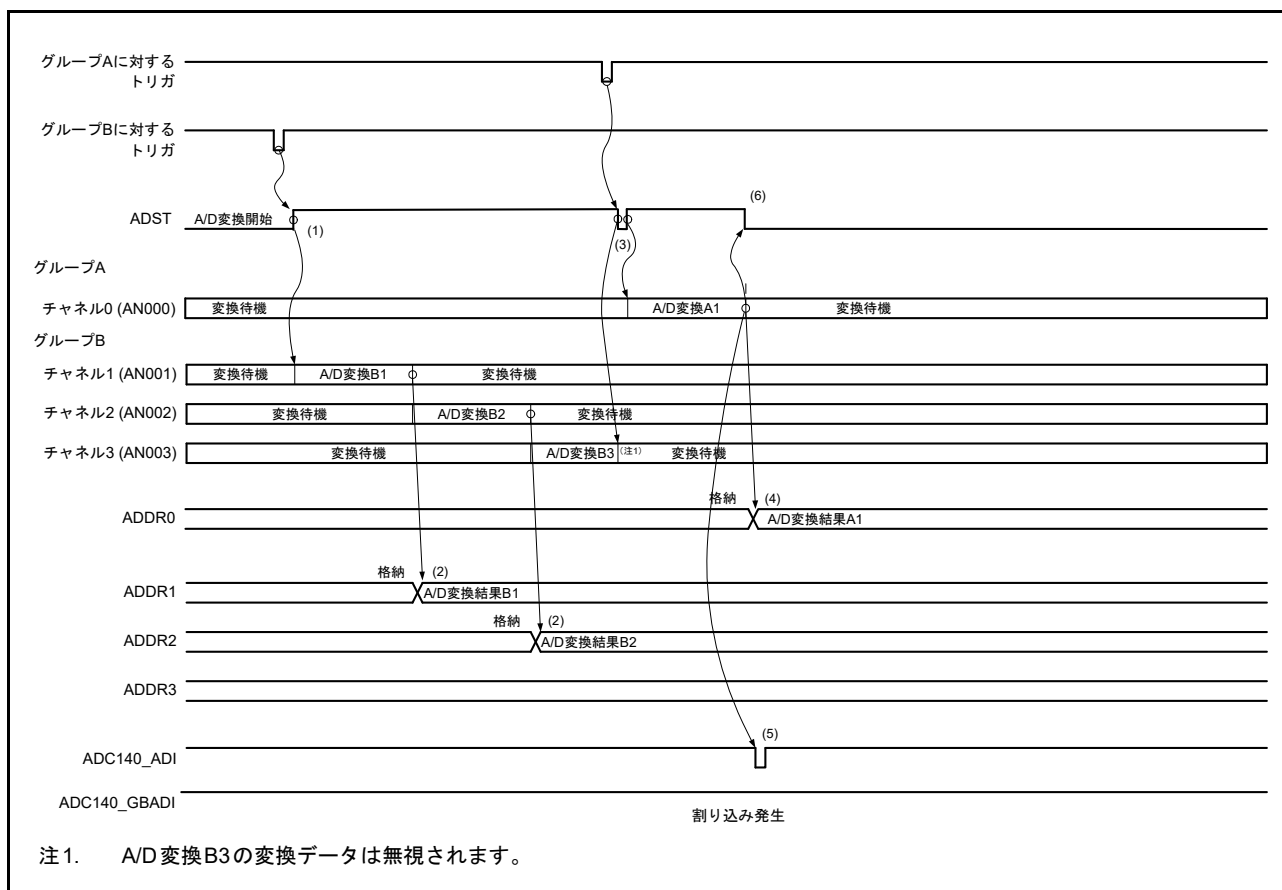 グループAに対する
トリガ
グループBに対する
トリガ
ADST A/D変換開始 (1) (3) (6)
グループA
チャネル0 (AN000) 変換待機 A/D変換A1 変換待機
グループB
チャネル1 (AN001) 変換待機 A/D変換B1 変換待機
チャネル2 (AN002) 変換待機 A/D変換B2 変換待機
チャネル3 (AN003) 変換待機 A/D変換B3 (注1) 変換待機
格納 (4)
ADDR0 A/D変換結果A1
格納 (2)
ADDR1 A/D変換結果B1
格納 (2)
ADDR2 A/D変換結果B2
ADDR3
(5)
ADC140_ADI
ADC140_GBADI
割り込み発生
注1. A/D変換B3の変換データは無視されます。